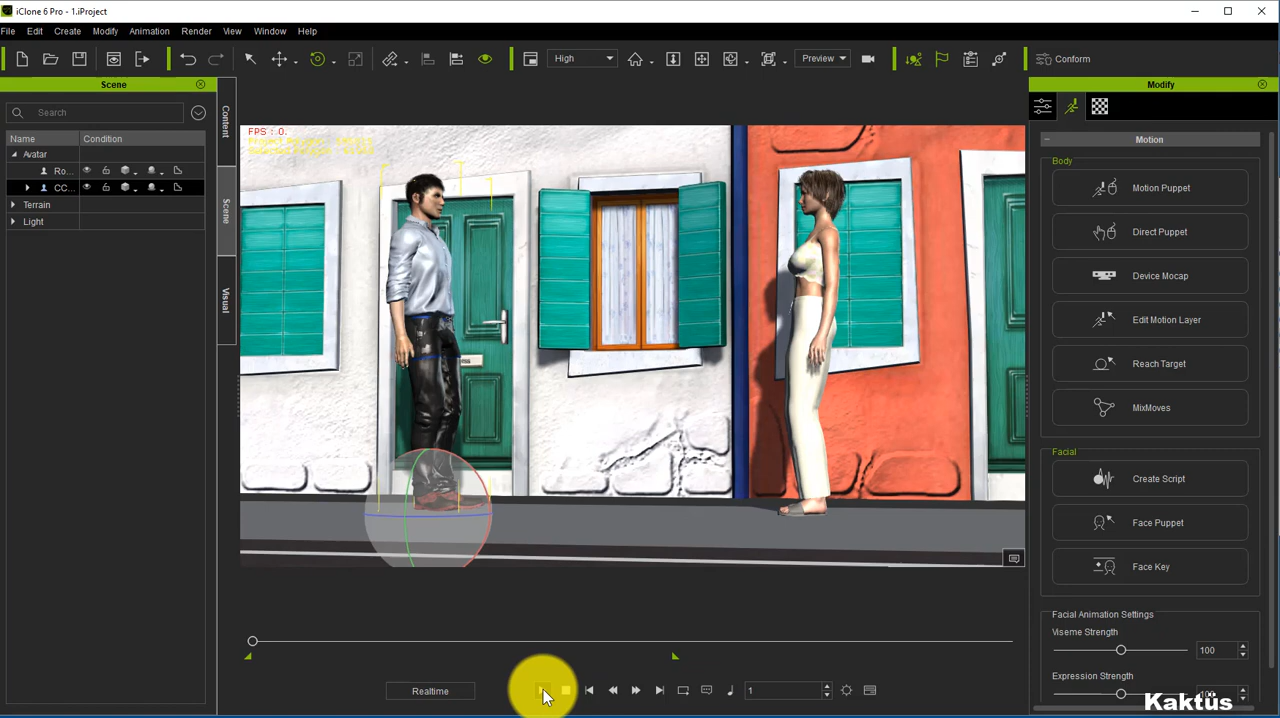 iClone 6 Pro - 1.iProject
File Edit Create Modify Animation Render View Window Help
High
Preview
Conform
Scene
Search
Name Condition
Avatar
Ro...
CC...
Terrain
Light
Content
Scene
Visual
FPS : 0.
Modify
Motion
Body
Motion Puppet
Direct Puppet
Device Mocap
Edit Motion Layer
Reach Target
MixMoves
Facial
Create Script
Face Puppet
Face Key
Facial Animation Settings
Viseme Strength
100
Expression Strength
Realtime
1
Kaktus